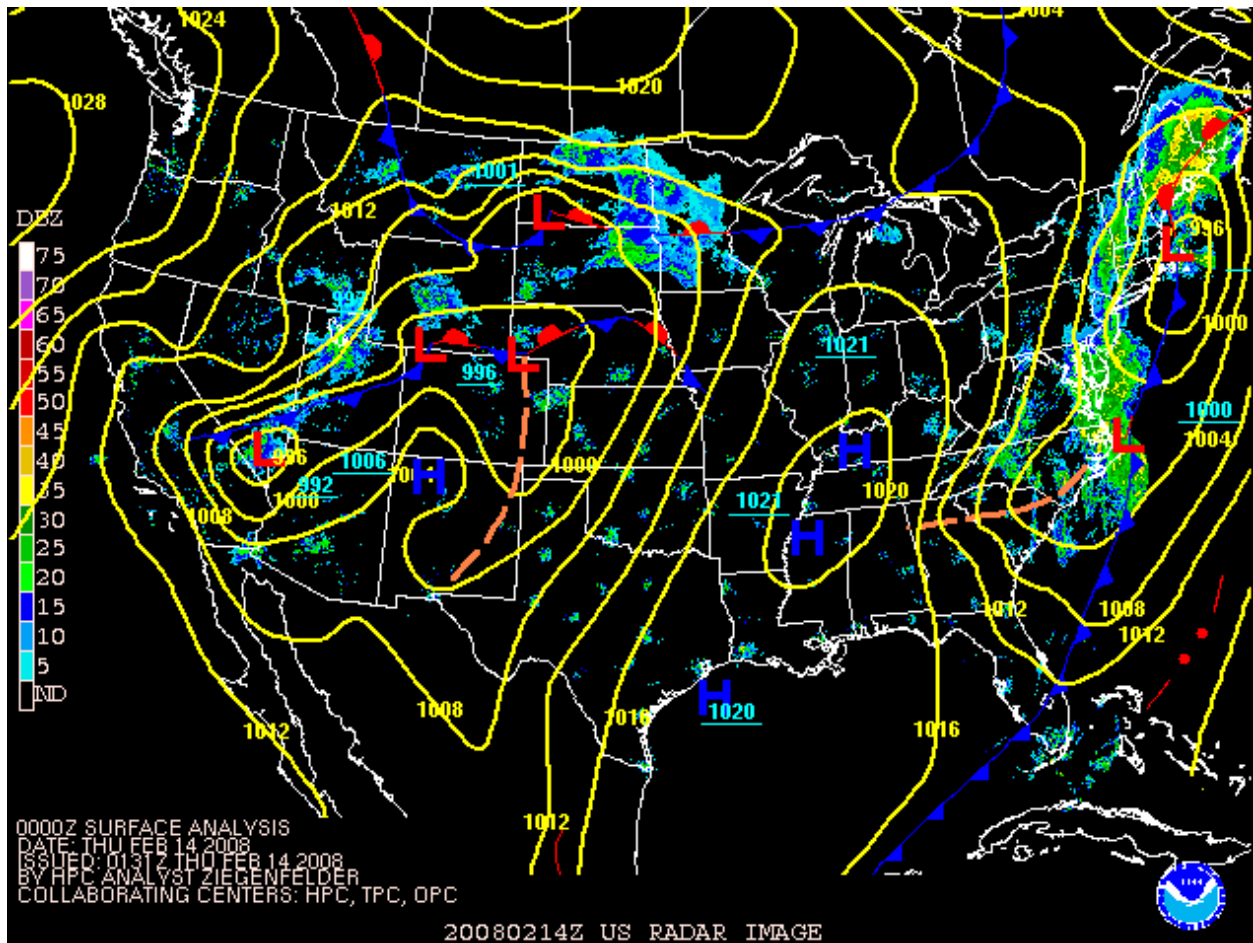 1024
1004
1028
1020
1001
1012
DBZ
75
70
65
60
55
50
45
40
35
30
25
20
15
10
5
ND
L
L
996
997
1000
L
L
1021
996
1000
L
1004
L
996
1006
1000
992
H
H
1020
1000
1021
H
1008
1012
1008
1012
H
1020
1008
1016
1012
1016
1012
0000Z SURFACE ANALYSIS
DATE: THU FEB 14 2008
ISSUED: 0131Z THU FEB 14 2008
BY HPC ANALYST ZIEGENFELDER
COLLABORATING CENTERS: HPC, TPC, OPC
20080214Z US RADAR IMAGE